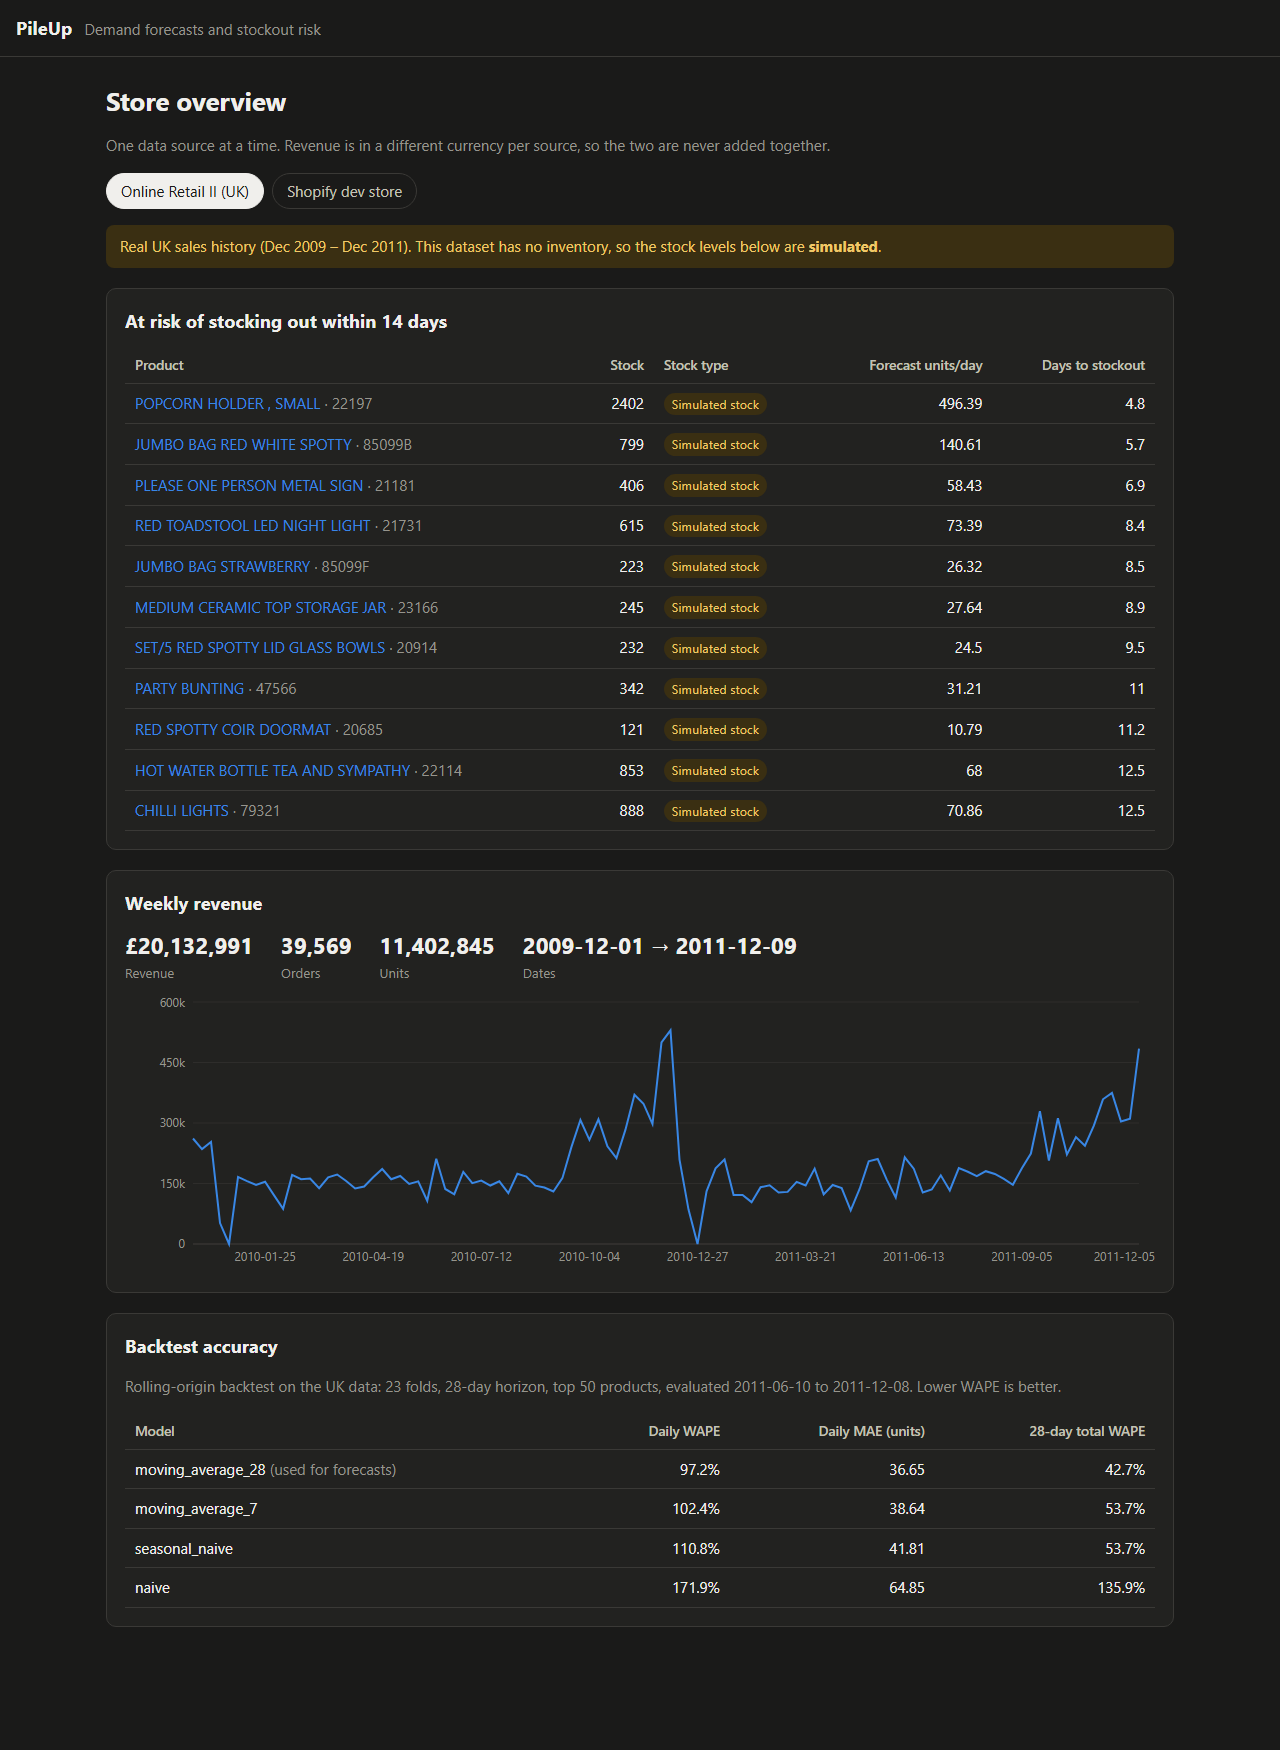 PileUp Demand forecasts and stockout risk
Store overview
One data source at a time. Revenue is in a different currency per source, so the two are never added together.
Online Retail II (UK) Shopify dev store
Real UK sales history (Dec 2009 – Dec 2011). This dataset has no inventory, so the stock levels below are simulated.
At risk of stocking out within 14 days
Product Stock Stock type Forecast units/day Days to stockout
POPCORN HOLDER , SMALL · 22197 2402 Simulated stock 496.39 4.8
JUMBO BAG RED WHITE SPOTTY · 85099B 799 Simulated stock 140.61 5.7
PLEASE ONE PERSON METAL SIGN · 21181 406 Simulated stock 58.43 6.9
RED TOADSTOOL LED NIGHT LIGHT · 21731 615 Simulated stock 73.39 8.4
JUMBO BAG STRAWBERRY · 85099F 223 Simulated stock 26.32 8.5
MEDIUM CERAMIC TOP STORAGE JAR · 23166 245 Simulated stock 27.64 8.9
SET/5 RED SPOTTY LID GLASS BOWLS · 20914 232 Simulated stock 24.5 9.5
PARTY BUNTING · 47566 342 Simulated stock 31.21 11
RED SPOTTY COIR DOORMAT · 20685 121 Simulated stock 10.79 11.2
HOT WATER BOTTLE TEA AND SYMPATHY · 22114 853 Simulated stock 68 12.5
CHILLI LIGHTS · 79321 888 Simulated stock 70.86 12.5
Weekly revenue
£20,132,991 39,569 11,402,845 2009-12-01 → 2011-12-09
Revenue Orders Units Dates
600k
450k
300k
150k
0
2010-01-25 2010-04-19 2010-07-12 2010-10-04 2010-12-27 2011-03-21 2011-06-13 2011-09-05 2011-12-05
Backtest accuracy
Rolling-origin backtest on the UK data: 23 folds, 28-day horizon, top 50 products, evaluated 2011-06-10 to 2011-12-08. Lower WAPE is better.
Model Daily WAPE Daily MAE (units) 28-day total WAPE
moving_average_28 (used for forecasts) 97.2% 36.65 42.7%
moving_average_7 102.4% 38.64 53.7%
seasonal_naive 110.8% 41.81 53.7%
naive 171.9% 64.85 135.9%